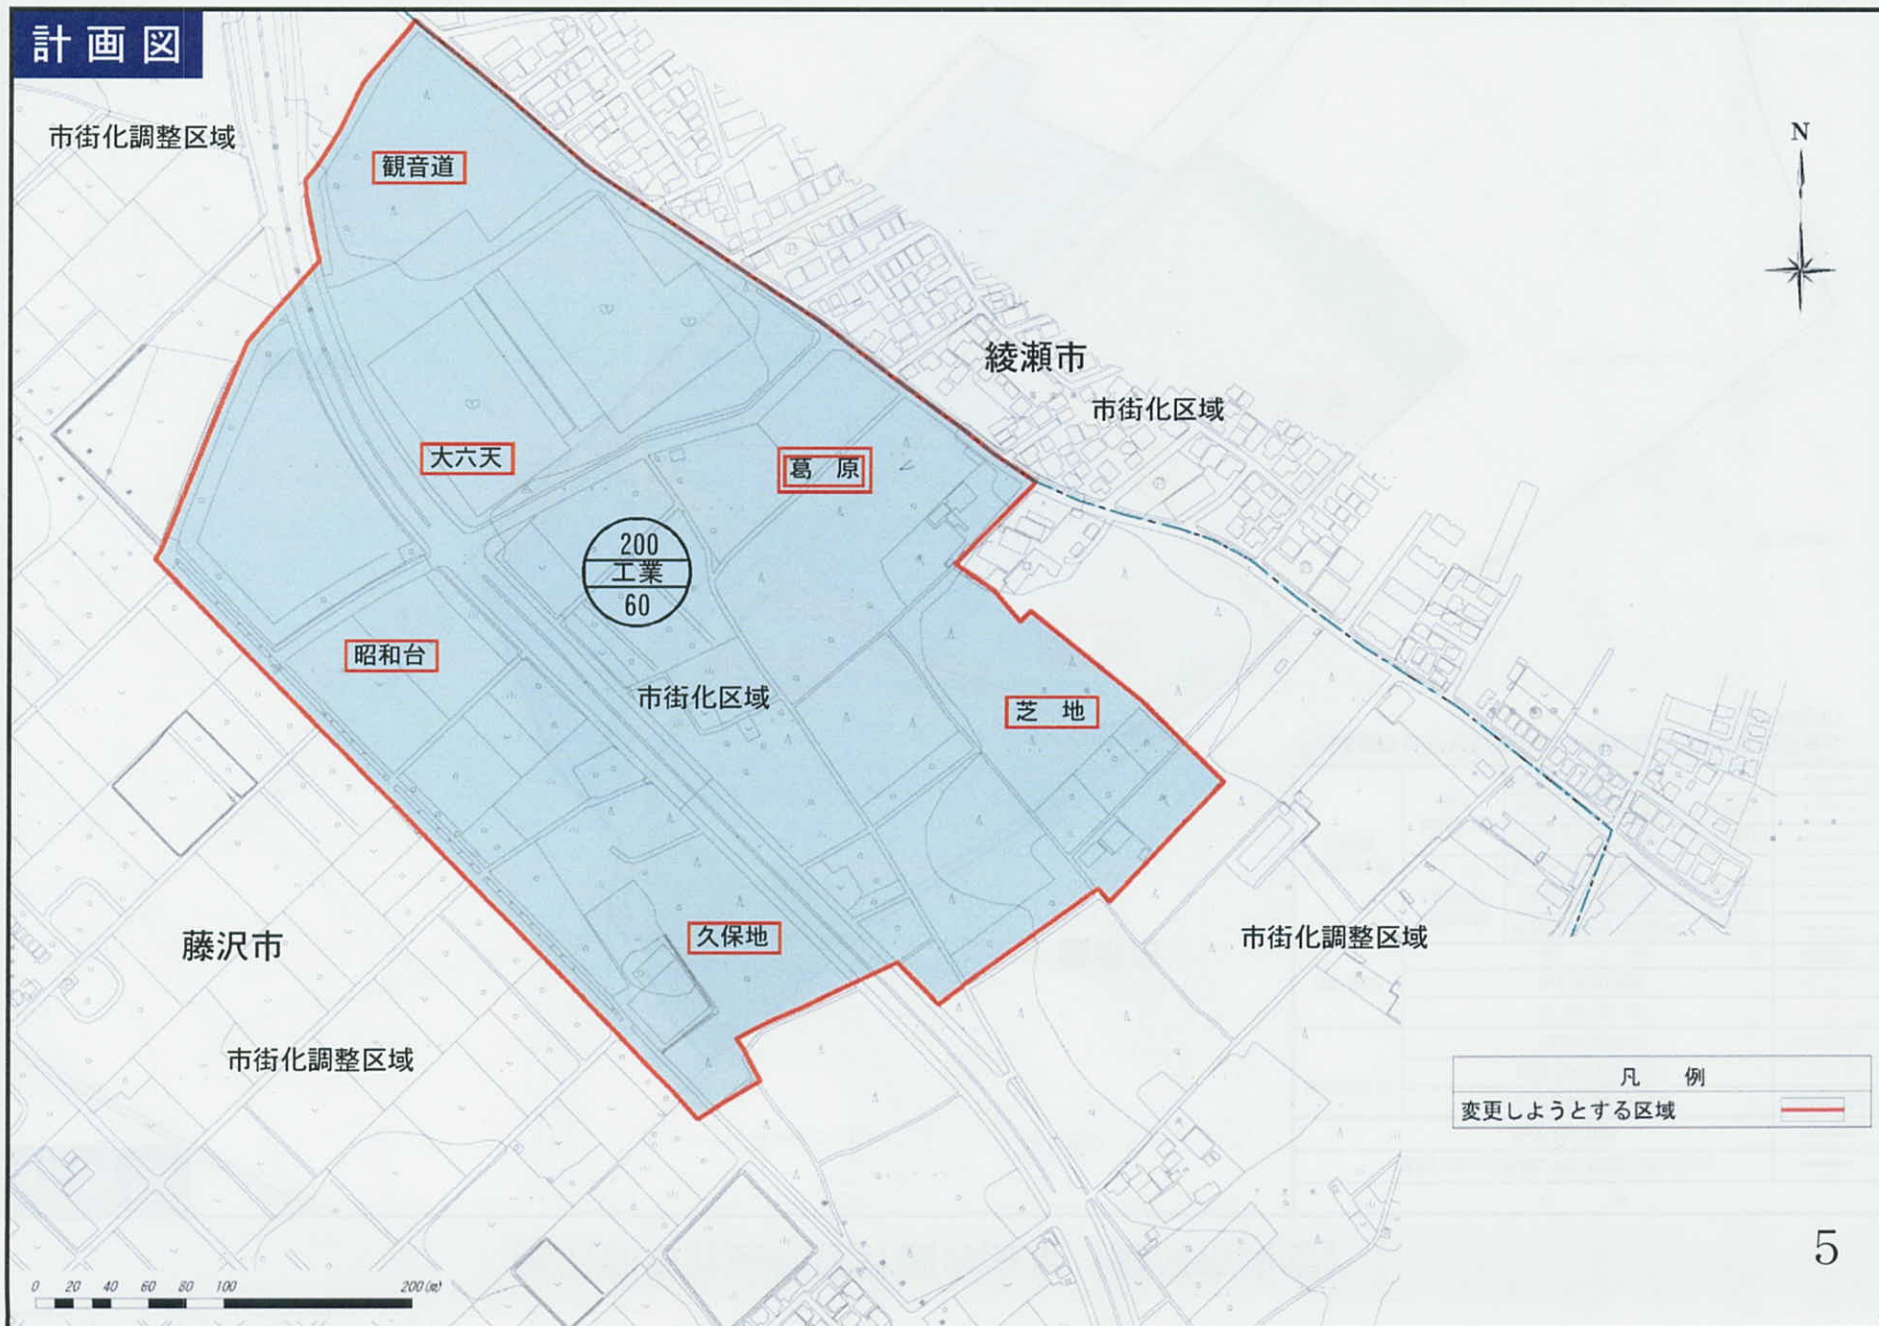 計画図
市街化調整区域
観音道
N
綾瀬市
市街化区域
大六天
葛 原
200
工業
60
昭和台
市街化区域
芝 地
久保地
藤沢市
市街化調整区域
市街化調整区域
凡 例
変更しようとする区域
5
0 20 40 60 80 100 200(m)